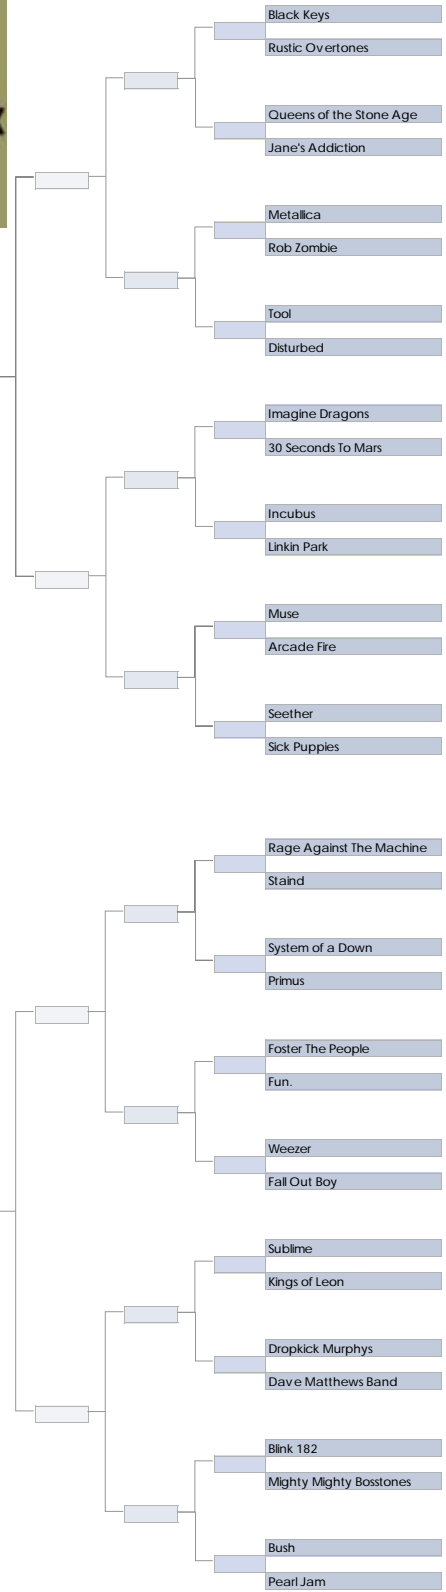 Black Keys
Rustic Overtones
Queens of the Stone Age
Jane's Addiction
Metallica
Rob Zombie
Tool
Disturbed
Imagine Dragons
30 Seconds To Mars
Incubus
Linkin Park
Muse
Arcade Fire
Seether
Sick Puppies
Rage Against The Machine
Staind
System of a Down
Primus
Foster The People
Fun.
Weezer
Fall Out Boy
Sublime
Kings of Leon
Dropkick Murphys
Dave Matthews Band
Blink 182
Mighty Mighty Bosstones
Bush
Pearl Jam